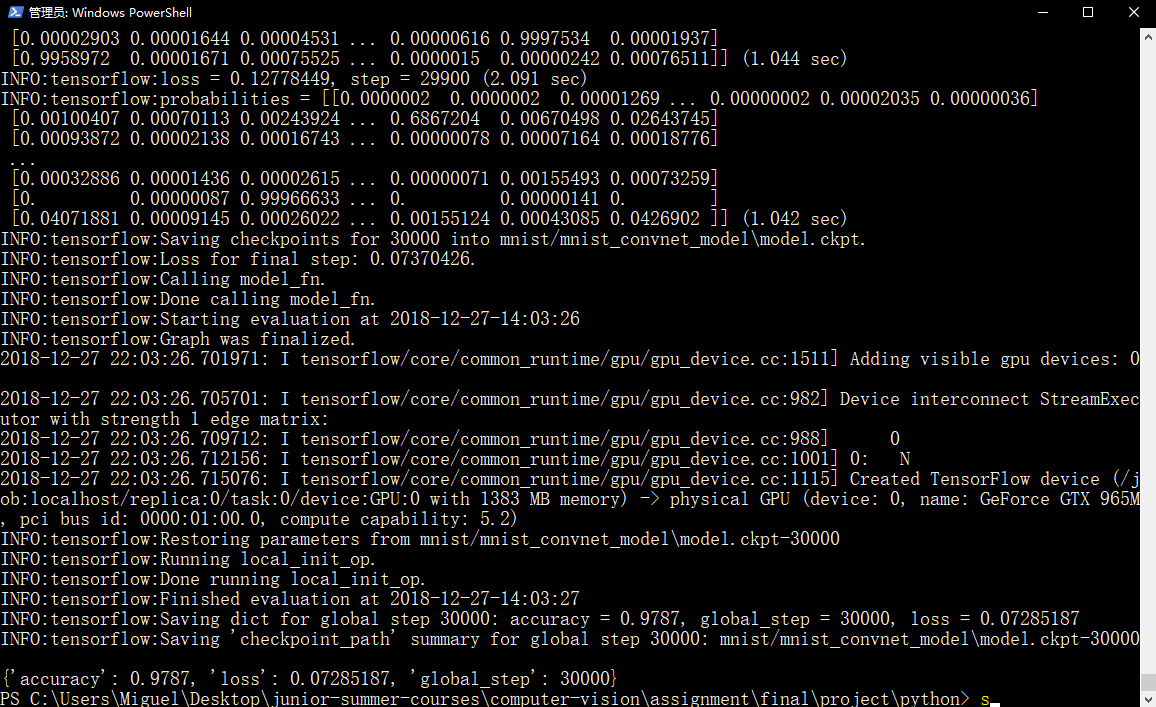 管理员: Windows PowerShell
[0.00002903 0.00001644 0.00004531 ... 0.00000616 0.9997534 0.00001937]
[0.9958972 0.00001671 0.00075525 ... 0.0000015 0.00000242 0.00076511]] (1.044 sec)
INFO:tensorflow:loss = 0.12778449, step = 29900 (2.091 sec)
INFO:tensorflow:probabilities = [[0.0000002 0.0000002 0.00001269 ... 0.00000002 0.00002035 0.00000036]
[0.00100407 0.00070113 0.00243924 ... 0.6867204 0.00670498 0.02643745]
[0.00093872 0.00002138 0.00016743 ... 0.00000078 0.00007164 0.00018776]
...
[0.00032886 0.00001436 0.00002615 ... 0.00000071 0.00155493 0.00073259]
[0. 0.00000087 0.99966633 ... 0. 0.00000141 0. ]
[0.04071881 0.00009145 0.00026022 ... 0.00155124 0.00043085 0.0426902 ]] (1.042 sec)
INFO:tensorflow:Saving checkpoints for 30000 into mnist/mnist_convnet_model\model.ckpt.
INFO:tensorflow:Loss for final step: 0.07370426.
INFO:tensorflow:Calling model_fn.
INFO:tensorflow:Done calling model_fn.
INFO:tensorflow:Starting evaluation at 2018-12-27-14:03:26
INFO:tensorflow:Graph was finalized.
2018-12-27 22:03:26.701971: I tensorflow/core/common_runtime/gpu/gpu_device.cc:1511] Adding visible gpu devices: 0
2018-12-27 22:03:26.705701: I tensorflow/core/common_runtime/gpu/gpu_device.cc:982] Device interconnect StreamExec
utor with strength 1 edge matrix:
2018-12-27 22:03:26.709712: I tensorflow/core/common_runtime/gpu/gpu_device.cc:988] 0
2018-12-27 22:03:26.712156: I tensorflow/core/common_runtime/gpu/gpu_device.cc:1001] 0: N
2018-12-27 22:03:26.715076: I tensorflow/core/common_runtime/gpu/gpu_device.cc:1115] Created TensorFlow device (/j
ob:localhost/replica:0/task:0/device:GPU:0 with 1383 MB memory) -> physical GPU (device: 0, name: GeForce GTX 965M
, pci bus id: 0000:01:00.0, compute capability: 5.2)
INFO:tensorflow:Restoring parameters from mnist/mnist_convnet_model\model.ckpt-30000
INFO:tensorflow:Running local_init_op.
INFO:tensorflow:Done running local_init_op.
INFO:tensorflow:Finished evaluation at 2018-12-27-14:03:27
INFO:tensorflow:Saving dict for global step 30000: accuracy = 0.9787, global_step = 30000, loss = 0.07285187
INFO:tensorflow:Saving 'checkpoint_path' summary for global step 30000: mnist/mnist_convnet_model\model.ckpt-30000
{'accuracy': 0.9787, 'loss': 0.07285187, 'global_step': 30000}
PS C:\Users\Miguel\Desktop\junior-summer-courses\computer-vision\assignment\final\project\python> s